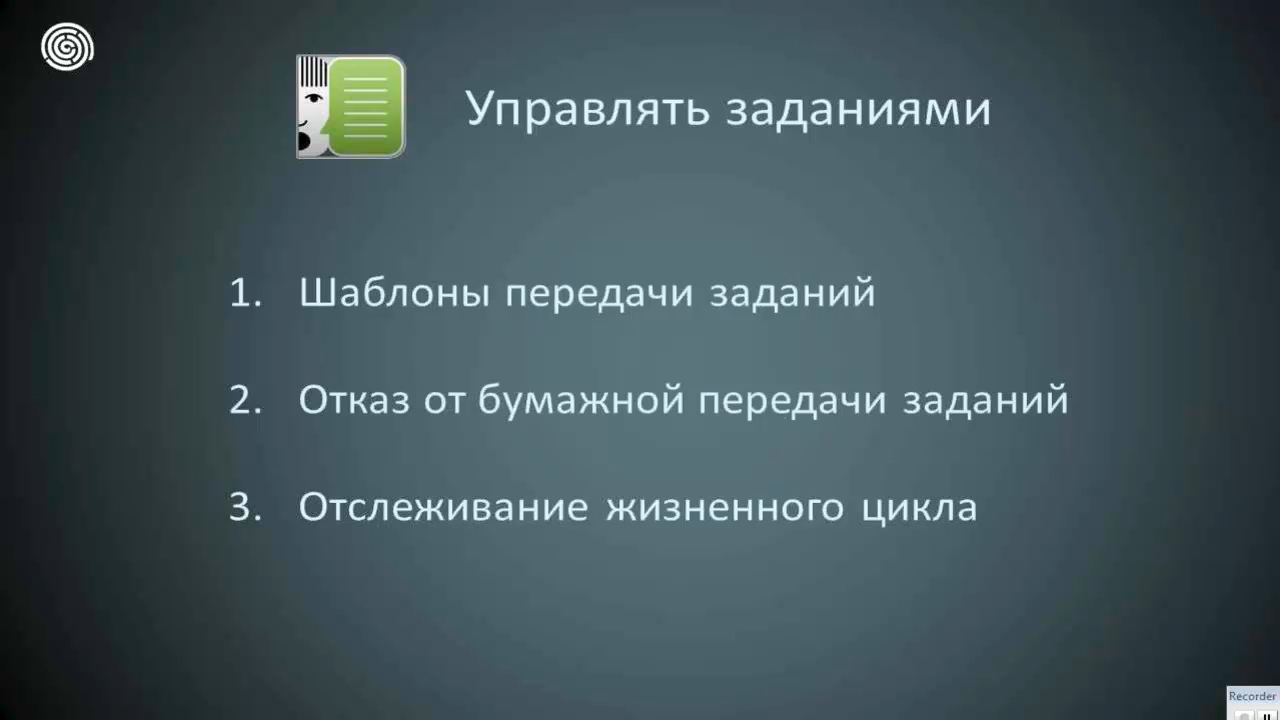 Управлять заданиями
1. Шаблоны передачи заданий
2. Отказ от бумажной передачи заданий
3. Отслеживание жизненного цикла
Recorder